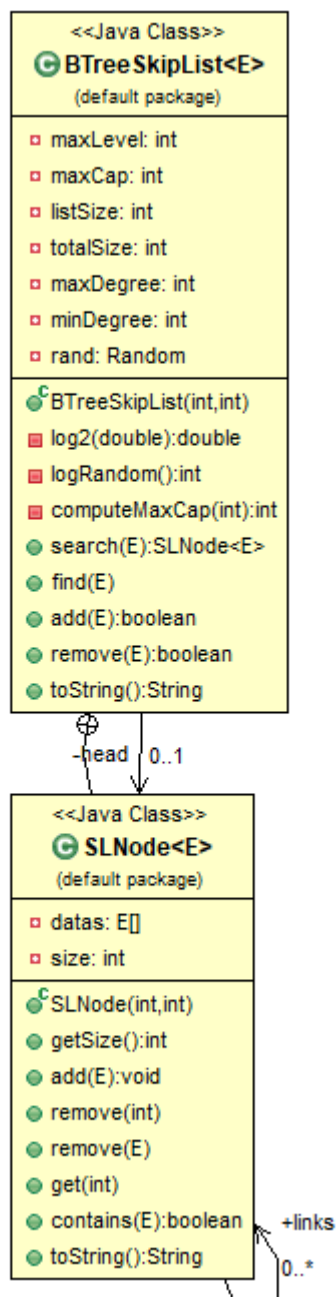 <<Java Class>>
C BTreeSkipList<E>
(default package)
maxLevel: int
maxCap: int
listSize: int
totalSize: int
maxDegree: int
minDegree: int
rand: Random
c BTreeSkipList(int,int)
log2(double):double
logRandom():int
computeMaxCap(int):int
search(E):SLNode<E>
find(E)
add(E):boolean
remove(E):boolean
toString():String
-head 0..1
<<Java Class>>
C SLNode<E>
(default package)
datas: E[]
size: int
c SLNode(int,int)
getSize():int
add(E):void
remove(int)
remove(E)
get(int)
contains(E):boolean
toString():String
+links
0..*